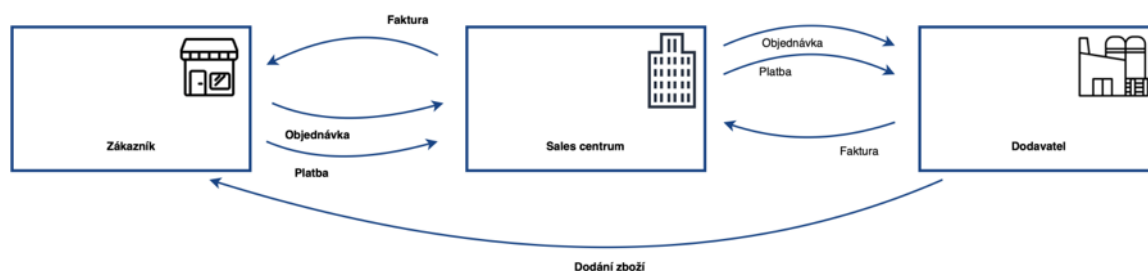 Faktura
Objednávka
Platba
Objednávka
Platba
Zákazník
Sales centrum
Faktura
Dodavatel
Dodání zboží